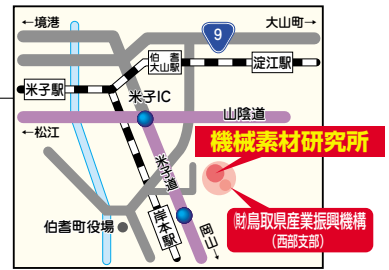 ←境港
大山町→
9
伯耆
大山駅
淀江駅
米子駅
米子IC
山陰道
←松江
機械素材研究所
米子道
㈶鳥取県産業振興機構
(西部支部)
伯耆町役場
岸本駅
岡山→